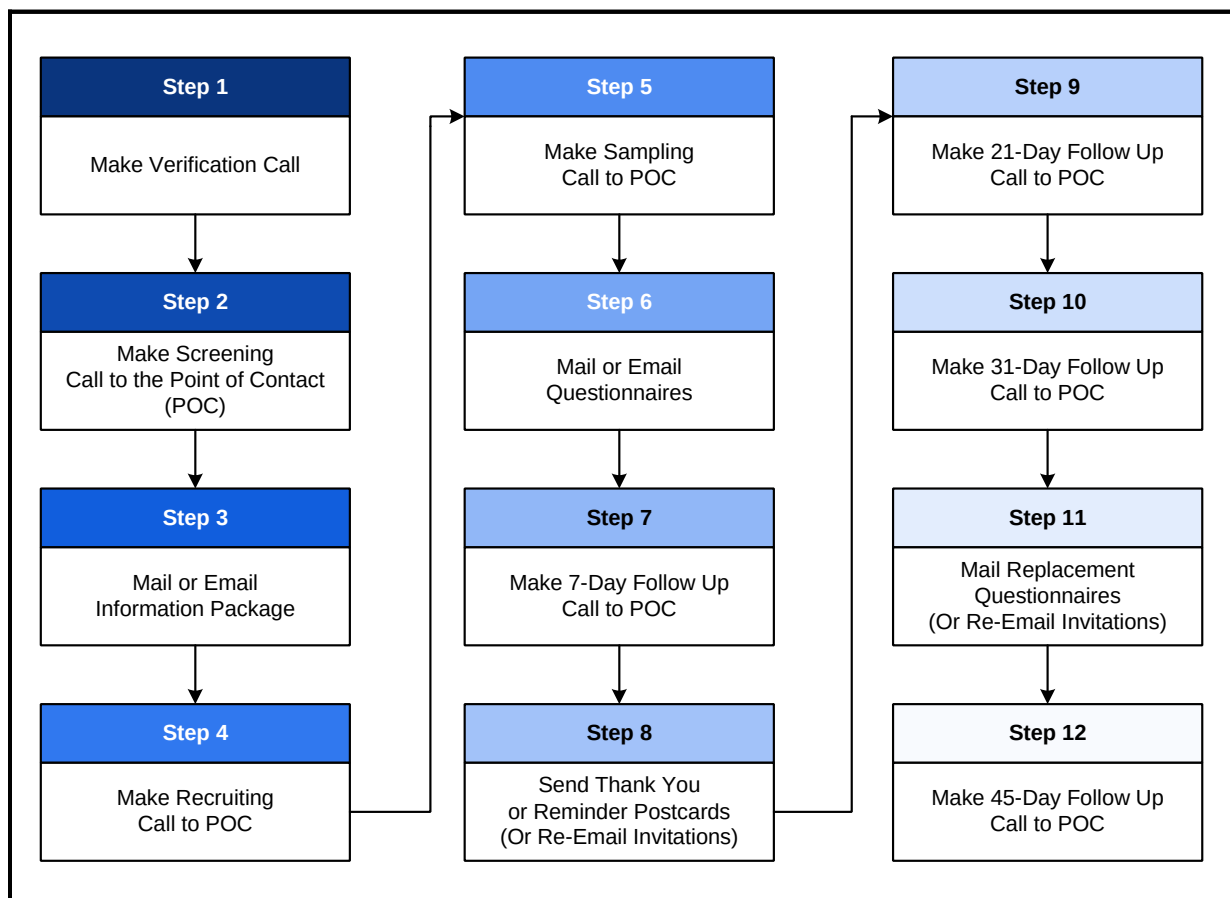 Step 1
Make Verification Call
Step 2
Make Screening
Call to the Point of Contact
(POC)
Step 3
Mail or Email
Information Package
Step 4
Make Recruiting
Call to POC
Step 5
Make Sampling
Call to POC
Step 6
Mail or Email
Questionnaires
Step 7
Make 7-Day Follow Up
Call to POC
Step 8
Send Thank You
or Reminder Postcards
(Or Re-Email Invitations)
Step 9
Make 21-Day Follow Up
Call to POC
Step 10
Make 31-Day Follow Up
Call to POC
Step 11
Mail Replacement
Questionnaires
(Or Re-Email Invitations)
Step 12
Make 45-Day Follow Up
Call to POC